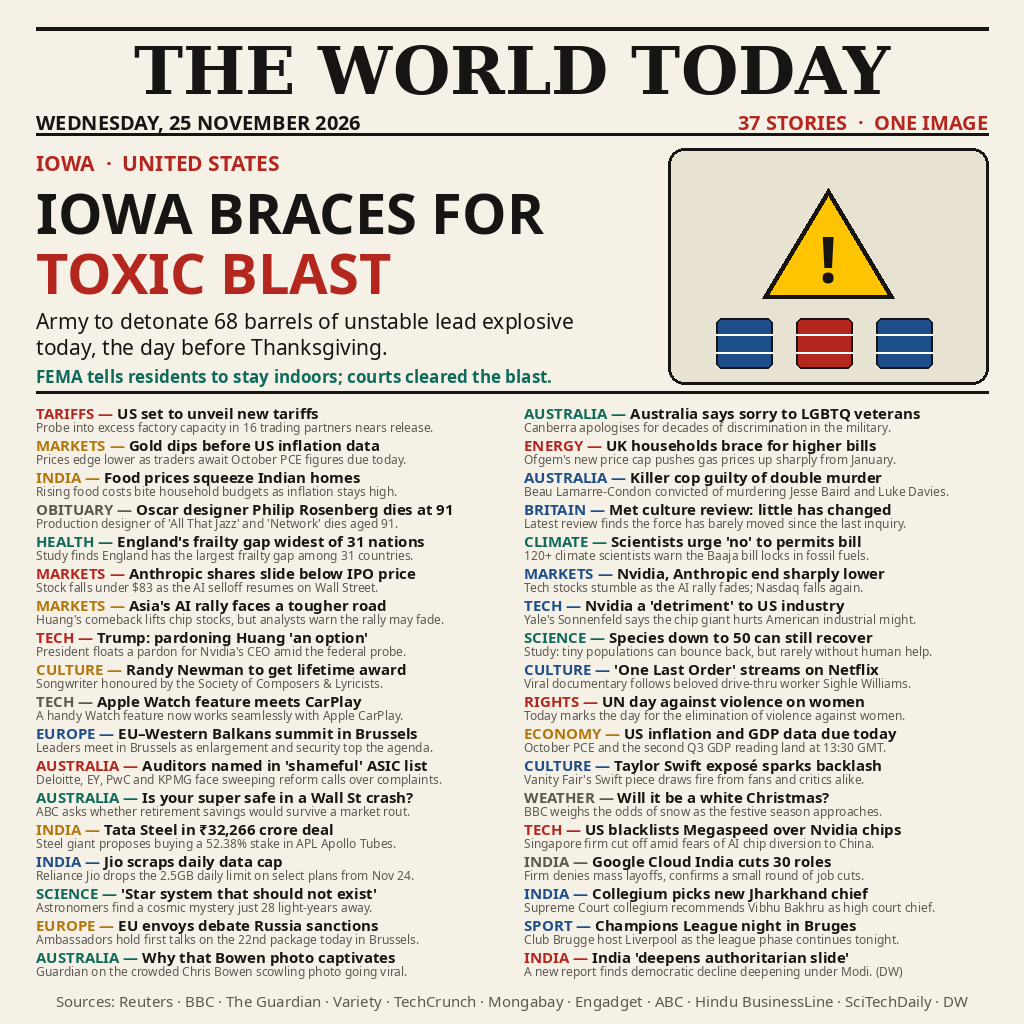 THE WORLD TODAY
WEDNESDAY, 25 NOVEMBER 2026
37 STORIES · ONE IMAGE
IOWA · UNITED STATES
IOWA BRACES FOR
TOXIC BLAST
Army to detonate 68 barrels of unstable lead explosive
today, the day before Thanksgiving.
FEMA tells residents to stay indoors; courts cleared the blast.
!
TARIFFS — US set to unveil new tariffs
Probe into excess factory capacity in 16 trading partners nears release.
MARKETS — Gold dips before US inflation data
Prices edge lower as traders await October PCE figures due today.
INDIA — Food prices squeeze Indian homes
Rising food costs bite household budgets as inflation stays high.
OBITUARY — Oscar designer Philip Rosenberg dies at 91
Production designer of 'All That Jazz' and 'Network' dies aged 91.
HEALTH — England's frailty gap widest of 31 nations
Study finds England has the largest frailty gap among 31 countries.
MARKETS — Anthropic shares slide below IPO price
Stock falls under $83 as the AI selloff resumes on Wall Street.
MARKETS — Asia's AI rally faces a tougher road
Huang's comeback lifts chip stocks, but analysts warn the rally may fade.
TECH — Trump: pardoning Huang 'an option'
President floats a pardon for Nvidia's CEO amid the federal probe.
CULTURE — Randy Newman to get lifetime award
Songwriter honoured by the Society of Composers & Lyricists.
TECH — Apple Watch feature meets CarPlay
A handy Watch feature now works seamlessly with Apple CarPlay.
EUROPE — EU–Western Balkans summit in Brussels
Leaders meet in Brussels as enlargement and security top the agenda.
AUSTRALIA — Auditors named in 'shameful' ASIC list
Deloitte, EY, PwC and KPMG face sweeping reform calls over complaints.
AUSTRALIA — Is your super safe in a Wall St crash?
ABC asks whether retirement savings would survive a market rout.
INDIA — Tata Steel in ₹32,266 crore deal
Steel giant proposes buying a 52.38% stake in APL Apollo Tubes.
INDIA — Jio scraps daily data cap
Reliance Jio drops the 2.5GB daily limit on select plans from Nov 24.
SCIENCE — 'Star system that should not exist'
Astronomers find a cosmic mystery just 28 light-years away.
EUROPE — EU envoys debate Russia sanctions
Ambassadors hold first talks on the 22nd package today in Brussels.
AUSTRALIA — Why that Bowen photo captivates
Guardian on the crowded Chris Bowen scowling photo going viral.
AUSTRALIA — Australia says sorry to LGBTQ veterans
Canberra apologises for decades of discrimination in the military.
ENERGY — UK households brace for higher bills
Ofgem's new price cap pushes gas prices up sharply from January.
AUSTRALIA — Killer cop guilty of double murder
Beau Lamarre-Condon convicted of murdering Jesse Baird and Luke Davies.
BRITAIN — Met culture review: little has changed
Latest review finds the force has barely moved since the last inquiry.
CLIMATE — Scientists urge 'no' to permits bill
120+ climate scientists warn the Baaja bill locks in fossil fuels.
MARKETS — Nvidia, Anthropic end sharply lower
Tech stocks stumble as the AI rally fades; Nasdaq falls again.
TECH — Nvidia a 'detriment' to US industry
Yale's Sonnenfeld says the chip giant hurts American industrial might.
SCIENCE — Species down to 50 can still recover
Study: tiny populations can bounce back, but rarely without human help.
CULTURE — 'One Last Order' streams on Netflix
Viral documentary follows beloved drive-thru worker Sighle Williams.
RIGHTS — UN day against violence on women
Today marks the day for the elimination of violence against women.
ECONOMY — US inflation and GDP data due today
October PCE and the second Q3 GDP reading land at 13:30 GMT.
CULTURE — Taylor Swift exposé sparks backlash
Vanity Fair's Swift piece draws fire from fans and critics alike.
WEATHER — Will it be a white Christmas?
BBC weighs the odds of snow as the festive season approaches.
TECH — US blacklists Megaspeed over Nvidia chips
Singapore firm cut off amid fears of AI chip diversion to China.
INDIA — Google Cloud India cuts 30 roles
Firm denies mass layoffs, confirms a small round of job cuts.
INDIA — Collegium picks new Jharkhand chief
Supreme Court collegium recommends Vibhu Bakhru as high court chief.
SPORT — Champions League night in Bruges
Club Brugge host Liverpool as the league phase continues tonight.
INDIA — India 'deepens authoritarian slide'
A new report finds democratic decline deepening under Modi. (DW)
Sources: Reuters · BBC · The Guardian · Variety · TechCrunch · Mongabay · Engadget · ABC · Hindu BusinessLine · SciTechDaily · DW